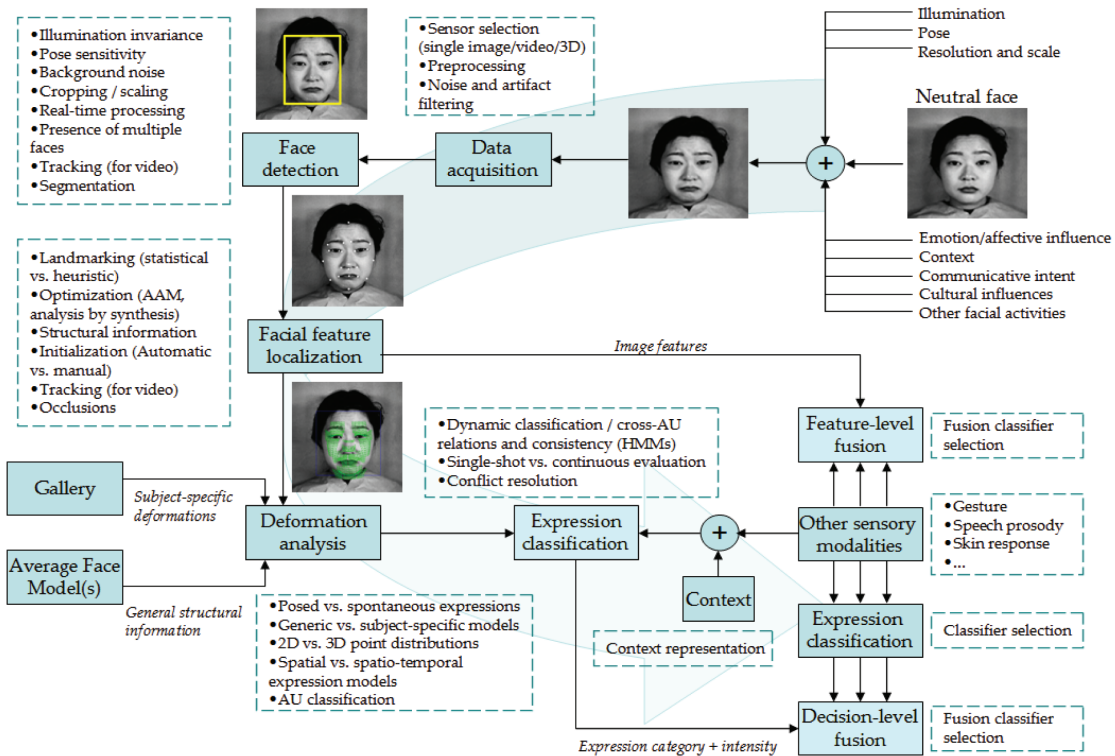 •Illumination invariance
•Pose sensitivity
•Background noise
•Cropping / scaling
•Real-time processing
•Presence of multiple
faces
•Tracking (for video)
•Segmentation
•Sensor selection
(single image/video/3D)
•Preprocessing
•Noise and artifact
filtering
Illumination
Pose
Resolution and scale
Neutral face
Face
detection
Data
acquisition
+
Emotion/affective influence
Context
Communicative intent
Cultural influences
Other facial activities
•Landmarking (statistical
vs. heuristic)
•Optimization (AAM,
analysis by synthesis)
•Structural information
•Initialization (Automatic
vs. manual)
•Tracking (for video)
•Occlusions
Facial feature
localization
Image features
•Dynamic classification / cross-AU
relations and consistency (HMMs)
•Single-shot vs. continuous evaluation
•Conflict resolution
Feature-level
fusion
Fusion classifier
selection
Gallery
Subject-specific
deformations
Deformation
analysis
Expression
classification
+
Other sensory
modalities
•Gesture
•Speech prosody
•Skin response
•...
Average Face
Model(s)
General structural
information
Context
Context representation
•Posed vs. spontaneous expressions
•Generic vs. subject-specific models
•2D vs. 3D point distributions
•Spatial vs. spatio-temporal
expression models
•AU classification
Expression
classification
Classifier selection
Expression category + intensity
Decision-level
fusion
Fusion classifier
selection